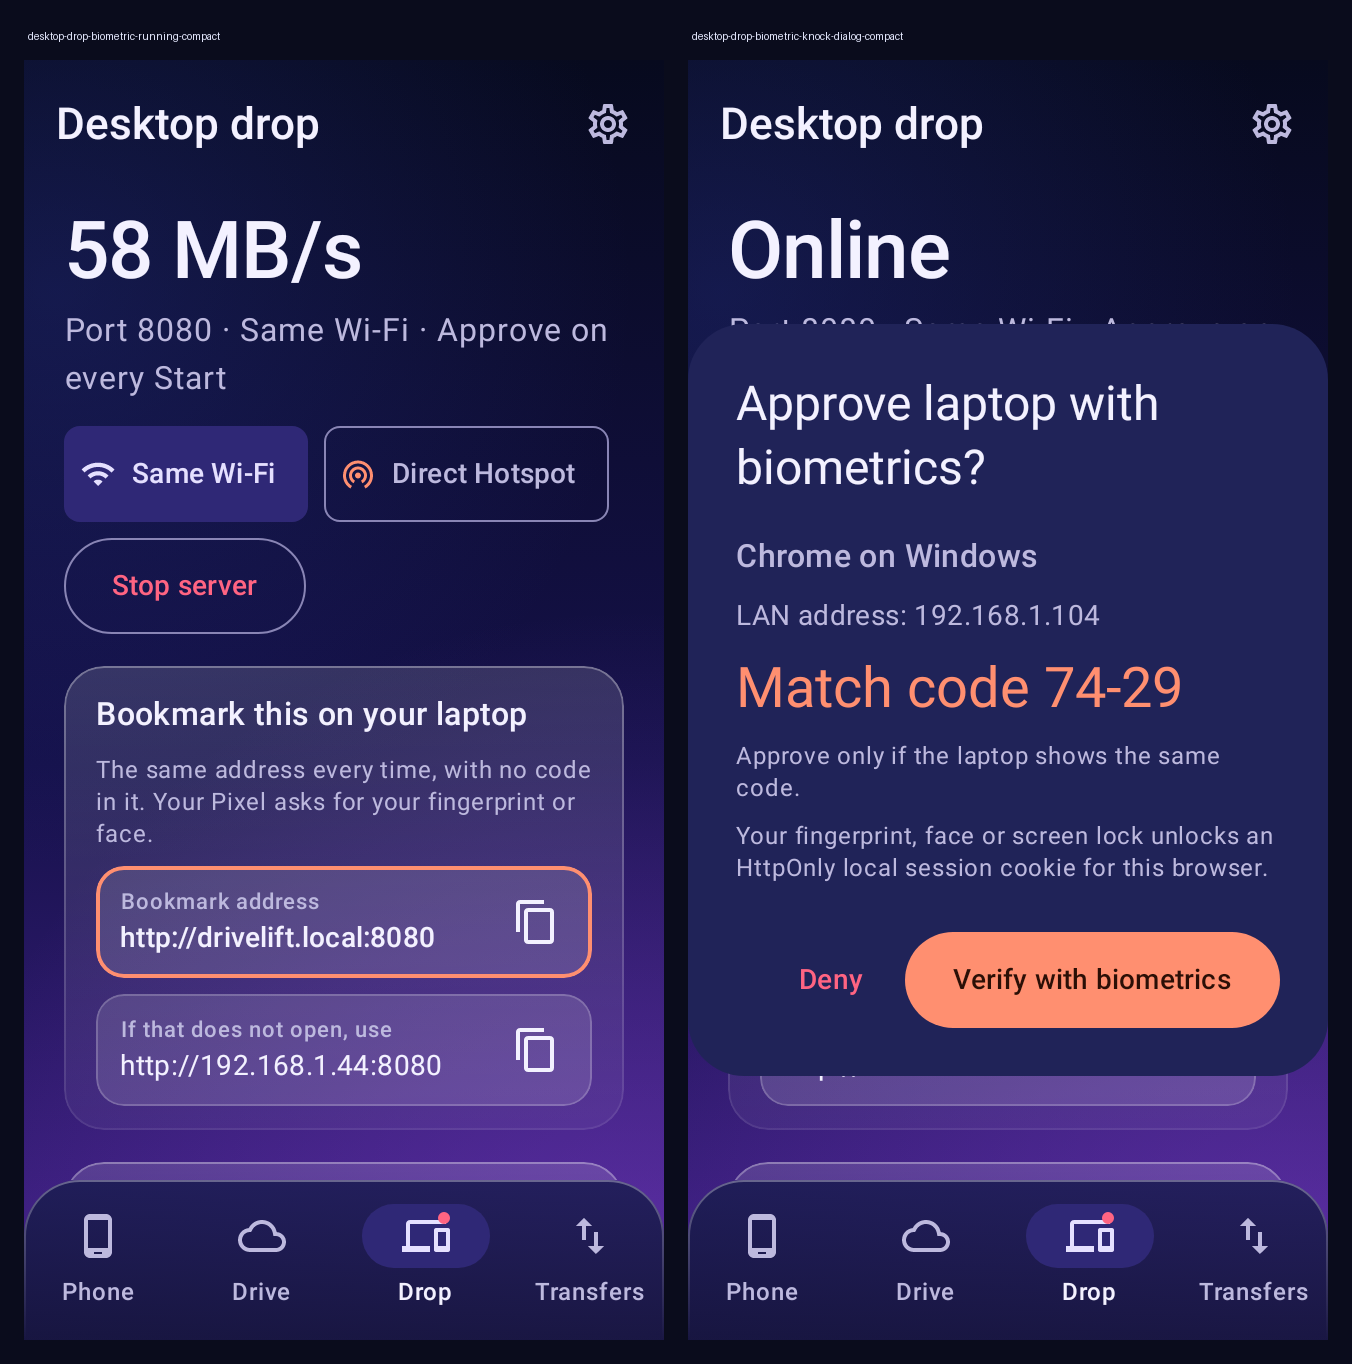 desktop-drop-biometric-running-compact
Desktop drop
58 MB/s
Port 8080 · Same Wi-Fi · Approve on
every Start
Same Wi-Fi
Direct Hotspot
Stop server
Bookmark this on your laptop
The same address every time, with no code
in it. Your Pixel asks for your fingerprint or
face.
Bookmark address
http://drivelift.local:8080
If that does not open, use
http://192.168.1.44:8080
Phone
Drive
Drop
Transfers
desktop-drop-biometric-knock-dialog-compact
Desktop drop
Online
Approve laptop with
biometrics?
Chrome on Windows
LAN address: 192.168.1.104
Match code 74-29
Approve only if the laptop shows the same
code.
Your fingerprint, face or screen lock unlocks an
HttpOnly local session cookie for this browser.
Deny
Verify with biometrics
Phone
Drive
Drop
Transfers